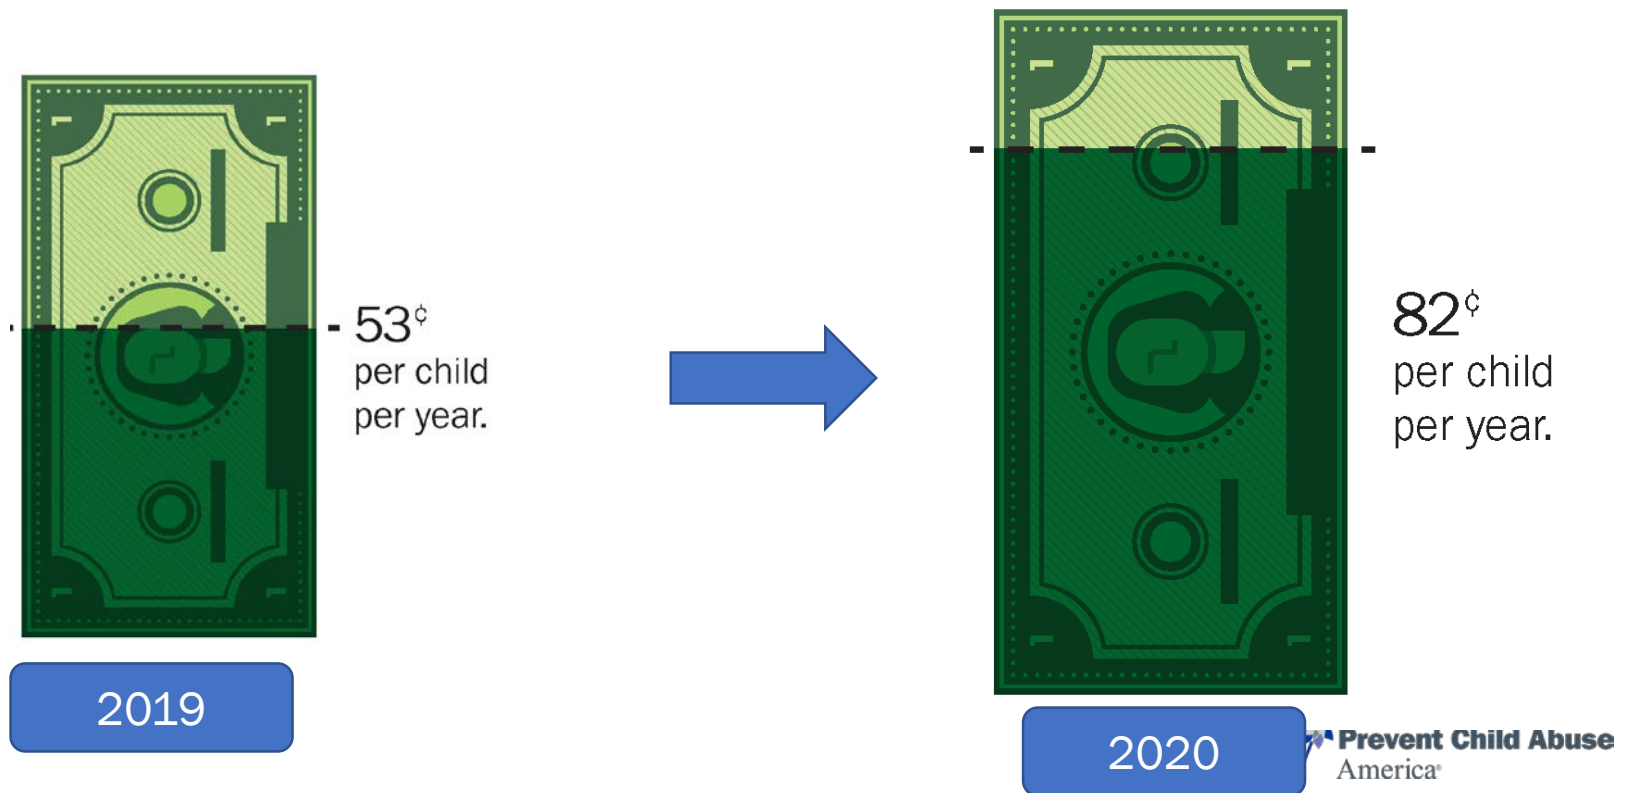 53¢
per child
per year.
2019
82¢
per child
per year.
2020
Prevent Child Abuse
America®